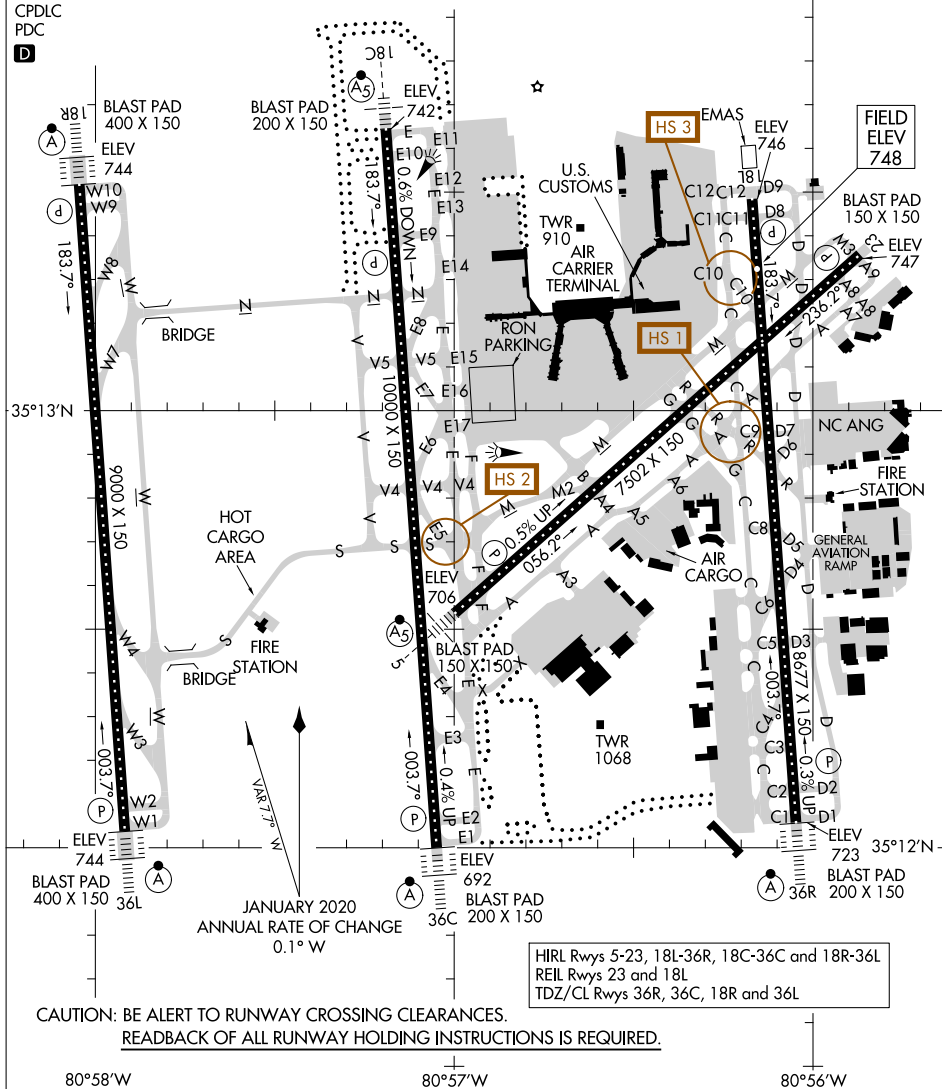 CPDLC
PDC
D
18R
A
BLAST PAD
400 X 150
ELEV
744
W10
W9
P
183.7°
W8
W
W7
BRIDGE
9000 X 150
W
W4
W3
W
003.7°
P
W2
W1
ELEV
744
BLAST PAD
400 X 150
36L
A
18C
A5
BLAST PAD
200 X 150
ELEV
742
E
E11
E10
E12
E
E13
E9
E14
183.7°
0.6% DOWN
P
N
N
V
V5
V5
E8
E
E
E15
E7
E16
10000 X 150
E17
E6
V
V4
V4
V4
V
E5
S
S
S
HOT
CARGO
AREA
S
FIRE
STATION
S
BRIDGE
HS 2
ELEV
706
F
F
A5
5
BLAST PAD
150 X 150
X
X
E
E4
E3
E
003.7°
0.4% UP
P
E2
E1
ELEV
692
BLAST PAD
200 X 150
36C
A
HS 3
EMAS
ELEV
746
FIELD
ELEV
748
U.S.
CUSTOMS
TWR
910
AIR
CARRIER
TERMINAL
RON
PARKING
HS 1
18L
C12
C12
D9
C11
C11
D8
C
C10
C10
C
P
183.7°
M
D
D
D
BLAST PAD
150 X 150
23
ELEV
747
M3
A9
P
A8
A8
A7
236.2°
A
D
M
M
R
G
G
C
A
R
A
C9
R
G
D7
D6
D
R
NC ANG
FIRE
STATION
GENERAL
AVIATION
RAMP
7502 X 150
M
B
M2
M
A4
A
A
A6
A5
0.5% UP
056.2°
P
A
A3
A
AIR
CARGO
C
C8
D5
D4
C
C6
C5
D3
C
8677 X 150
003.7°
C4
C3
C
D
P
0.3% UP
C2
D2
C1
D1
ELEV
723
BLAST PAD
200 X 150
36R
A
TWR
1068
35°13'N
35°12'N
VAR 7.7° W
JANUARY 2020
ANNUAL RATE OF CHANGE
0.1° W
HIRL Rwys 5-23, 18L-36R, 18C-36C and 18R-36L
REIL Rwys 23 and 18L
TDZ/CL Rwys 36R, 36C, 18R and 36L
CAUTION: BE ALERT TO RUNWAY CROSSING CLEARANCES.
READBACK OF ALL RUNWAY HOLDING INSTRUCTIONS IS REQUIRED.
80°58'W
80°57'W
80°56'W